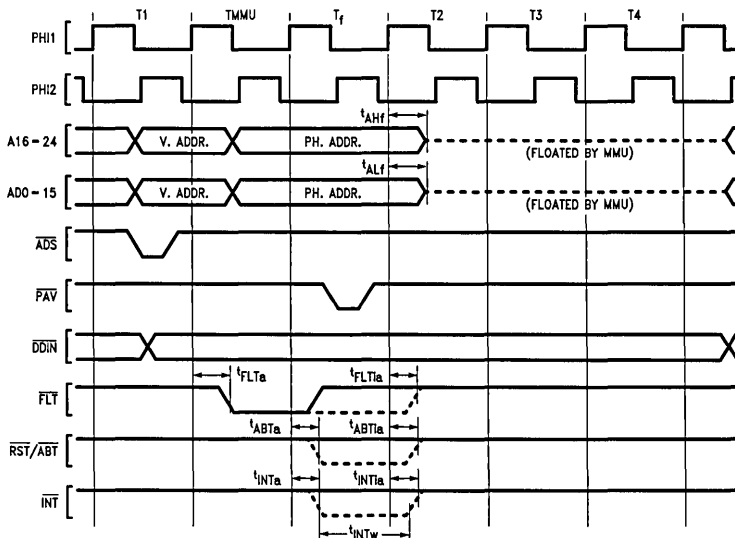 T1 TMMU Tf T2 T3 T4
PHI1
PHI2
tAHf
A16-24 V. ADDR. PH. ADDR. (FLOATED BY MMU)
tALf
AD0-15 V. ADDR. PH. ADDR. (FLOATED BY MMU)
ADS
PAV
DDIN
tFLTa tFLTia
FLT
tABTa tABTia
RST/ABT
tINTa tINTia
INT
tINTw